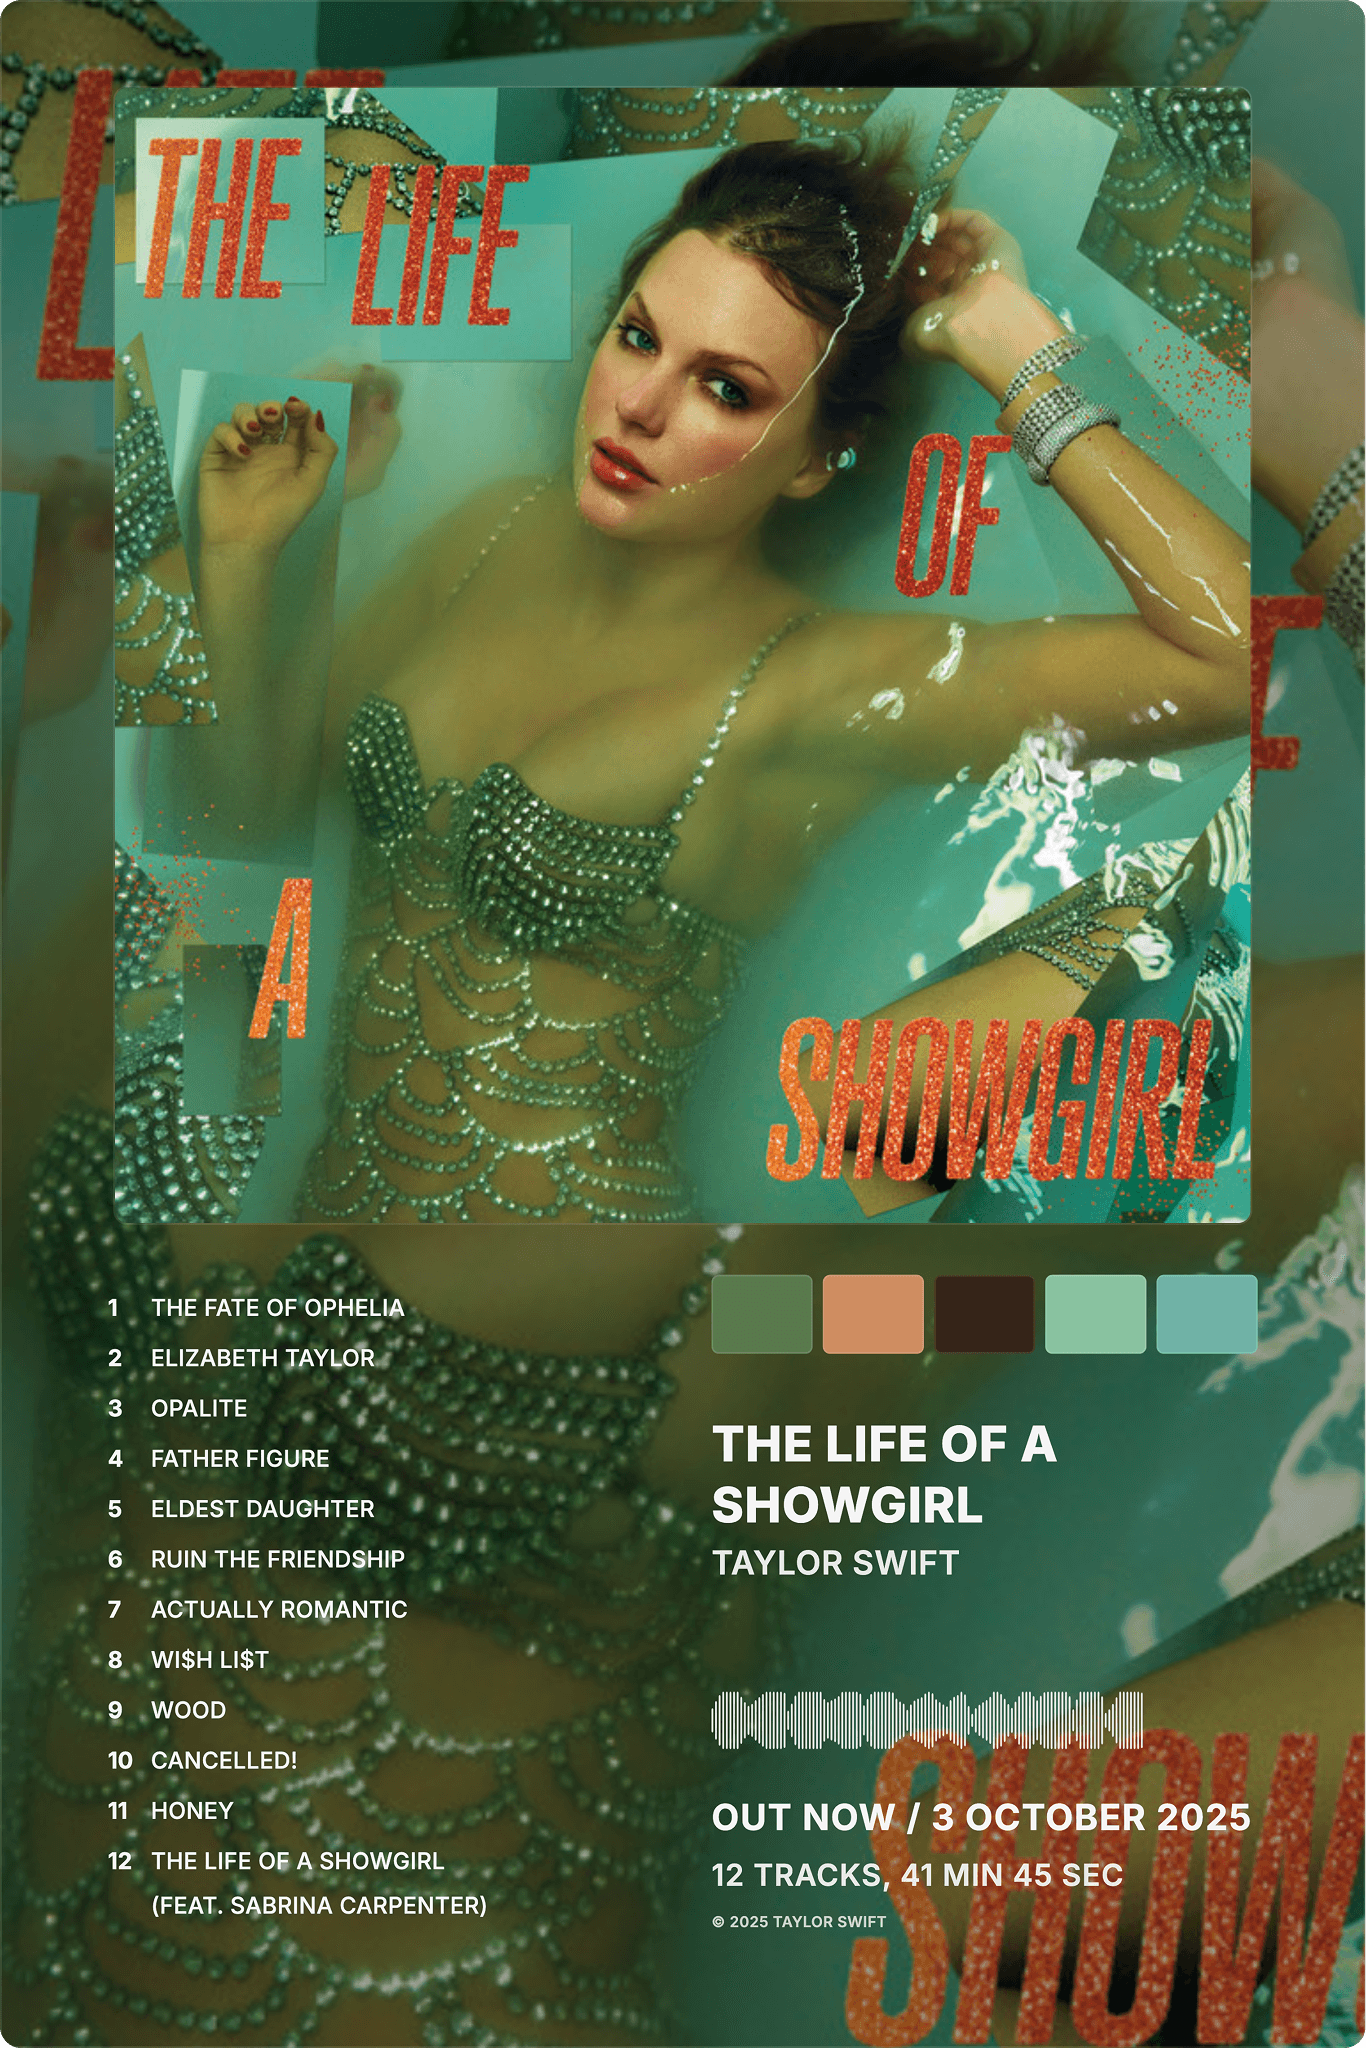 THE LIFE
OF
A
SHOWGIRL
1 THE FATE OF OPHELIA
2 ELIZABETH TAYLOR
3 OPALITE
4 FATHER FIGURE
5 ELDEST DAUGHTER
6 RUIN THE FRIENDSHIP
7 ACTUALLY ROMANTIC
8 WI$H LI$T
9 WOOD
10 CANCELLED!
11 HONEY
12 THE LIFE OF A SHOWGIRL
(FEAT. SABRINA CARPENTER)
THE LIFE OF A
SHOWGIRL
TAYLOR SWIFT
OUT NOW / 3 OCTOBER 2025
12 TRACKS, 41 MIN 45 SEC
© 2025 TAYLOR SWIFT
SHOW